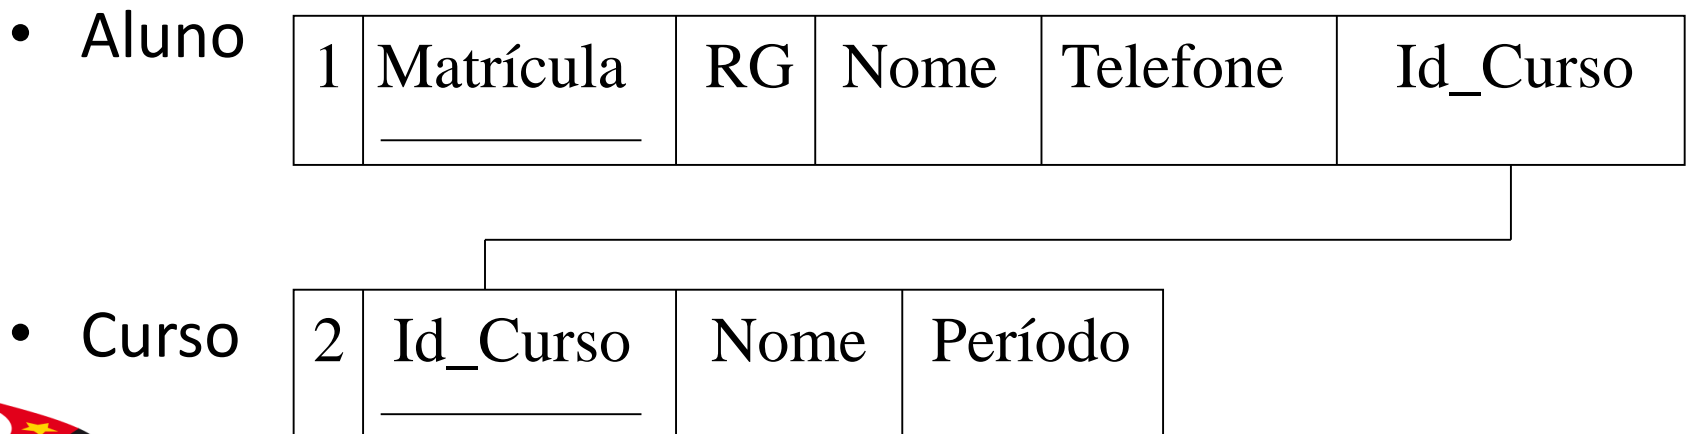 • Aluno 1 Matrícula RG Nome Telefone Id_Curso
• Curso 2 Id_Curso Nome Período